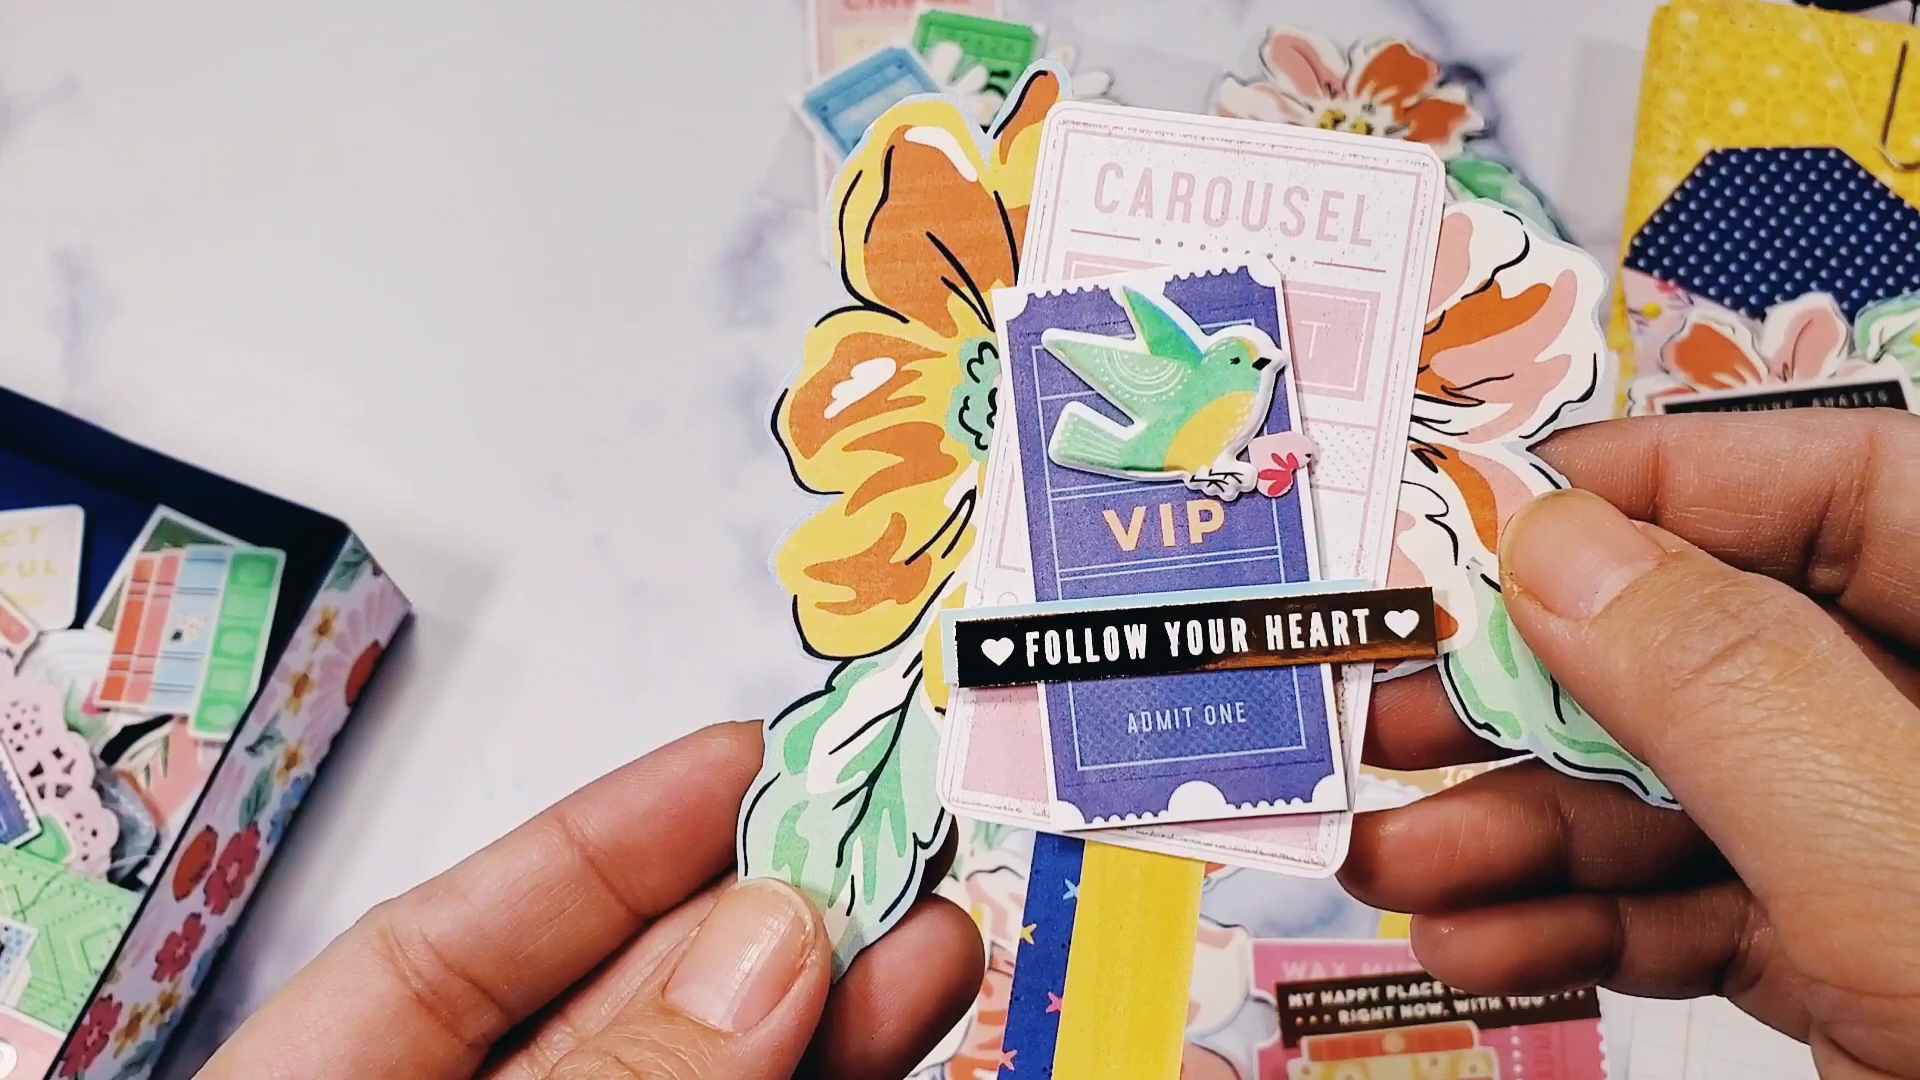 CAROUSEL
VIP
FOLLOW YOUR HEART
ADMIT ONE
MY HAPPY PLACE
RIGHT NOW, WITH YOU